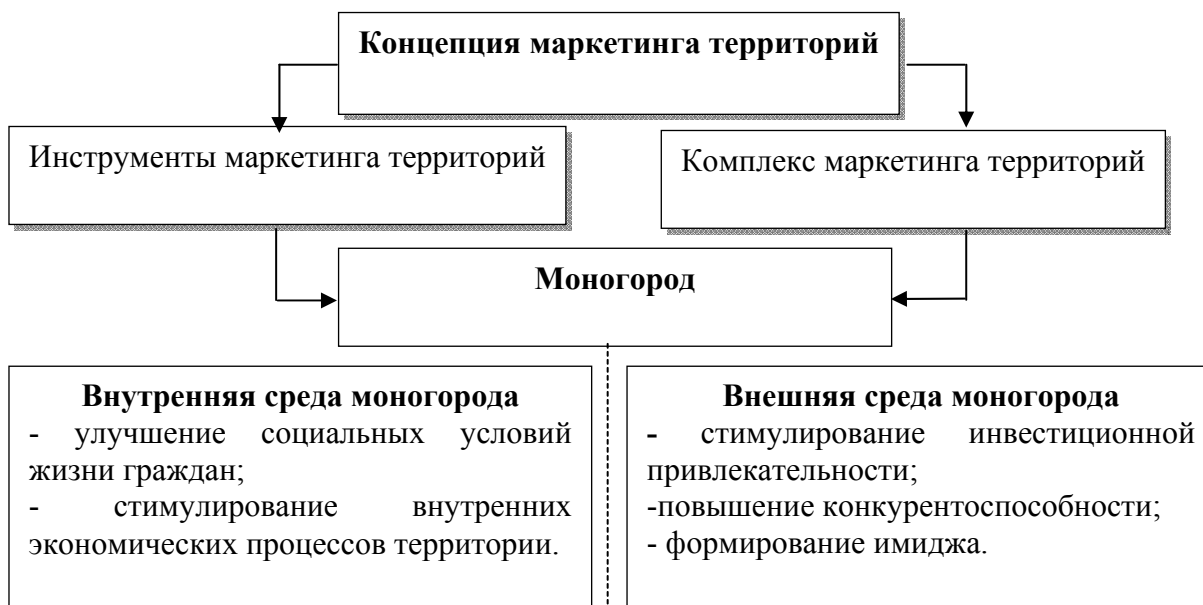 Концепция маркетинга территорий
Инструменты маркетинга территорий
Комплекс маркетинга территорий
Моногород
Внутренняя среда моногорода
- улучшение социальных условий
жизни граждан;
- стимулирование внутренних
экономических процессов территории.
Внешняя среда моногорода
- стимулирование инвестиционной
привлекательности;
-повышение конкурентоспособности;
- формирование имиджа.